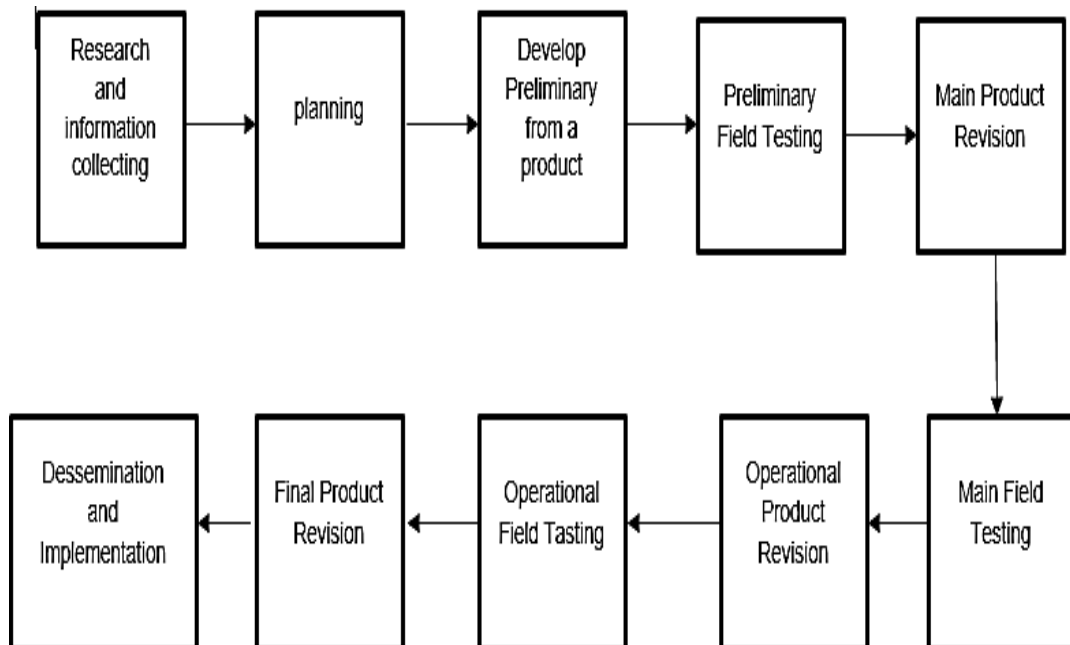 Research
and
information
collecting
planning
Develop
Preliminary
from a
product
Preliminary
Field Testing
Main Product
Revision
Dessemination
and
Implementation
Final Product
Revision
Operational
Field Tasting
Operational
Product
Revision
Main Field
Testing